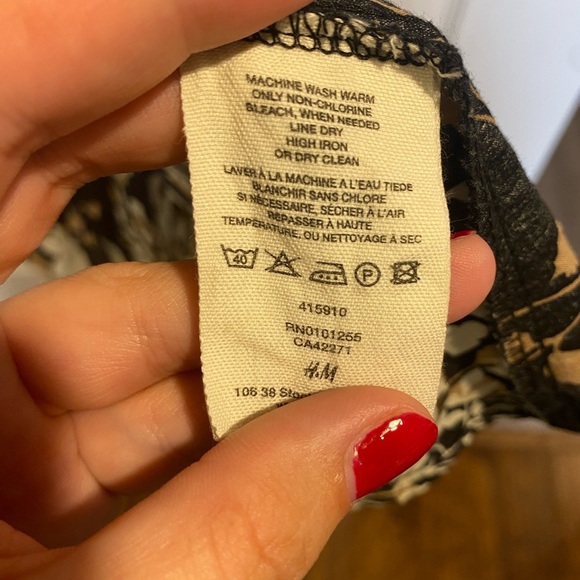 MACHINE WASH WARM
ONLY NON-CHLORINE
BLEACH, WHEN NEEDED
LINE DRY
HIGH IRON
OR DRY CLEAN
LAVER À LA MACHINE A L'EAU TIEDE
BLANCHIR SANS CHLORE
SI NÉCESSAIRE, SÉCHER À L'AIR
REPASSER À HAUTE
TEMPÉRATURE, OU NETTOYAGE À SEC
40 P
415910
RN0101255
CA42271
H&M
106 38